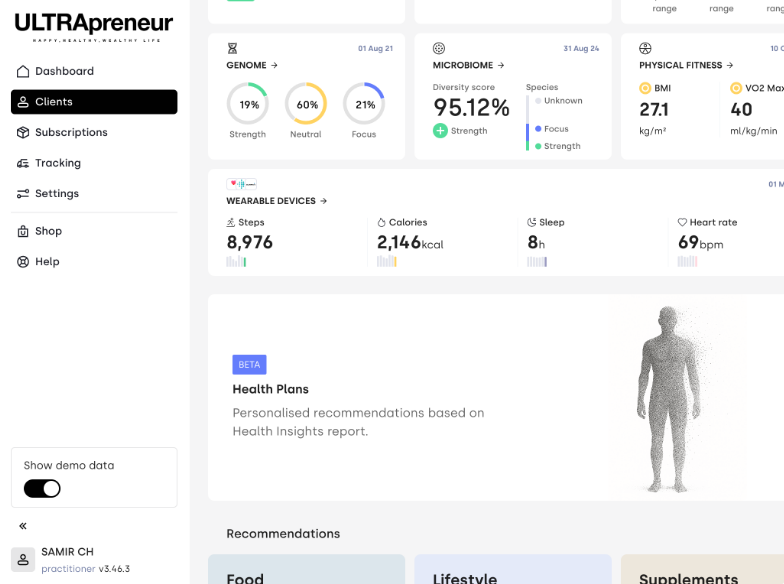 ULTRApreneur
HAPPY.HEALTHY.WEALTHY LIFE
Dashboard
Clients
Subscriptions
Tracking
Settings
Shop
Help
Show demo data
«
SAMIR CH
practitioner v3.46.3
range
range
01 Aug 21
GENOME →
19%
60%
21%
Strength
Neutral
Focus
31 Aug 24
MICROBIOME →
Diversity score
95.12%
Strength
Species
Unknown
Focus
Strength
10
PHYSICAL FITNESS →
BMI
27.1
kg/m²
VO2 Max
40
ml/kg/min
01
WEARABLE DEVICES →
Steps
8,976
Calories
2,146kcal
Sleep
8h
Heart rate
69bpm
BETA
Health Plans
Personalised recommendations based on
Health Insights report.
Recommendations
Food
Lifestyle
Supplements